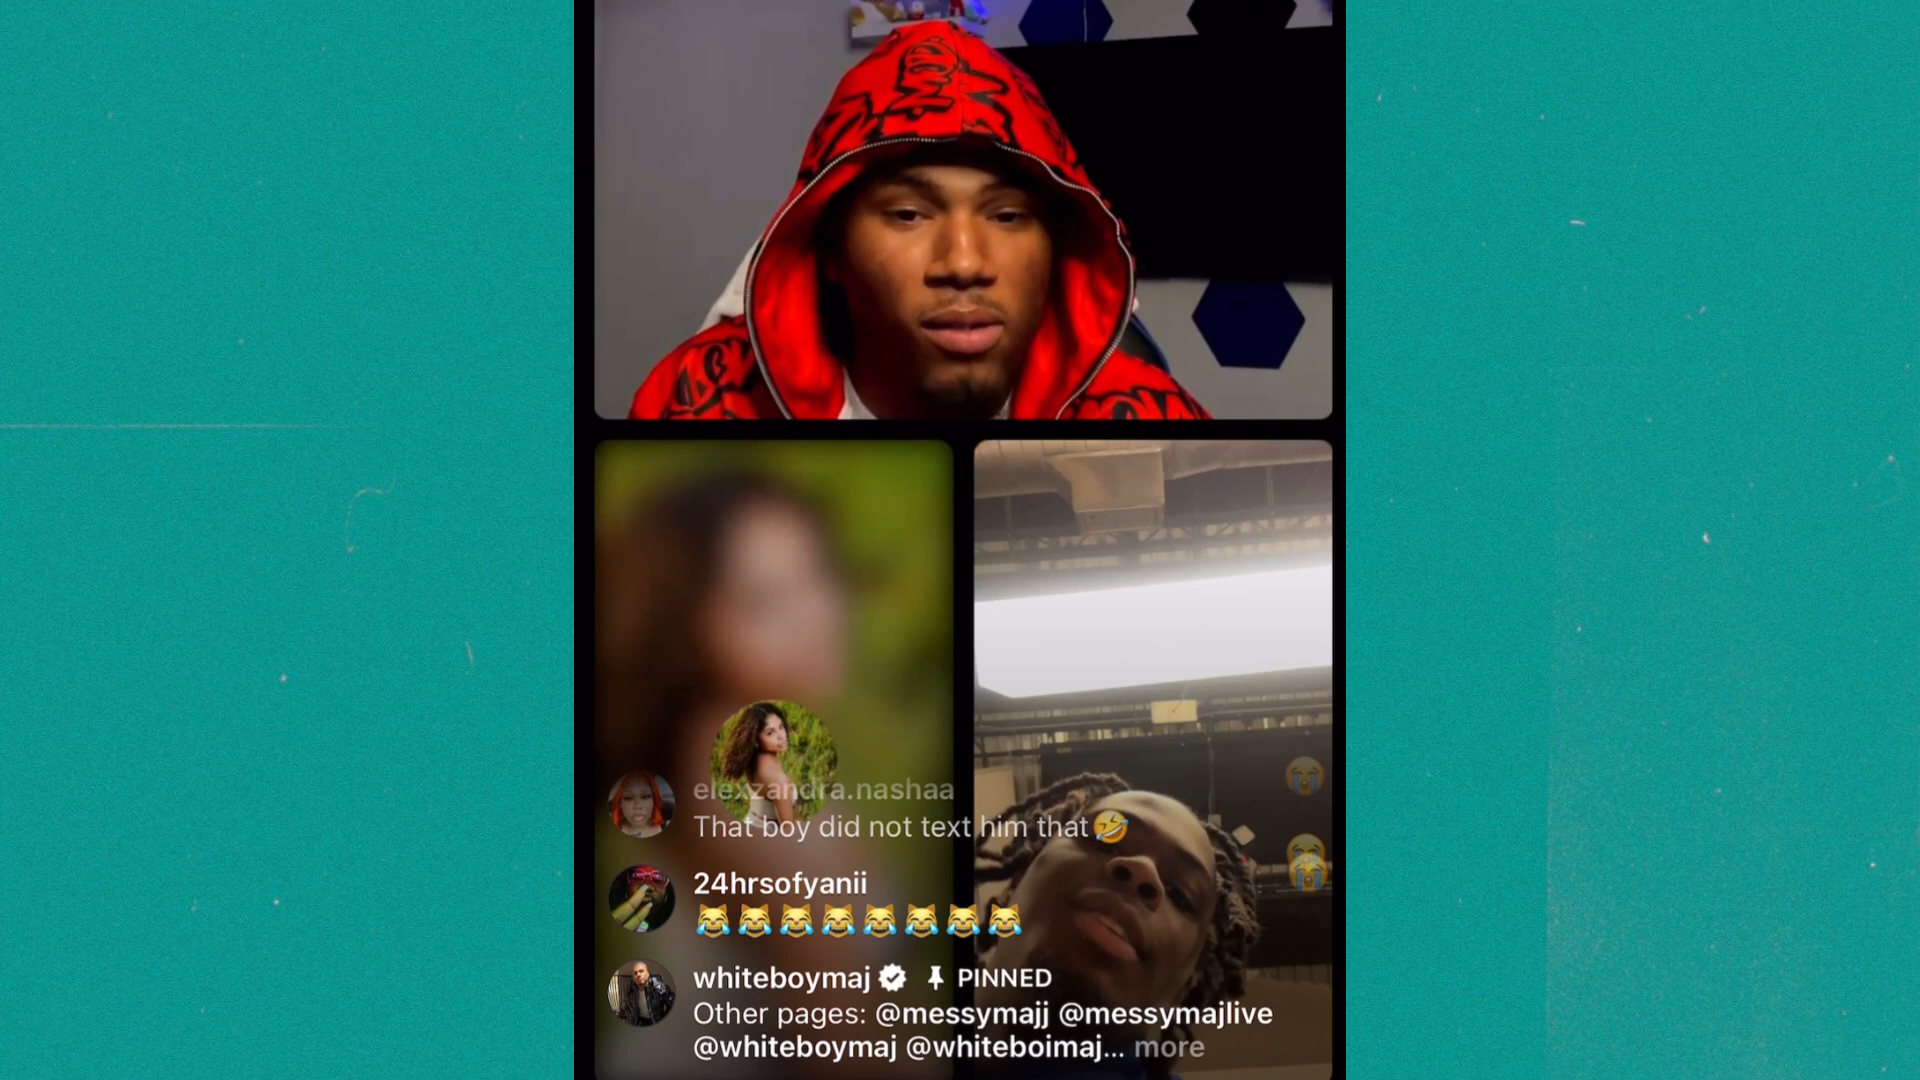 elexzandra.nashaa
That boy did not text him that🤣
24hrsofyanii
😹😹😹😹😹😹😹😹
whiteboymaj PINNED
Other pages: @messymajj @messymajlive
@whiteboymaj @whiteboimaj... more